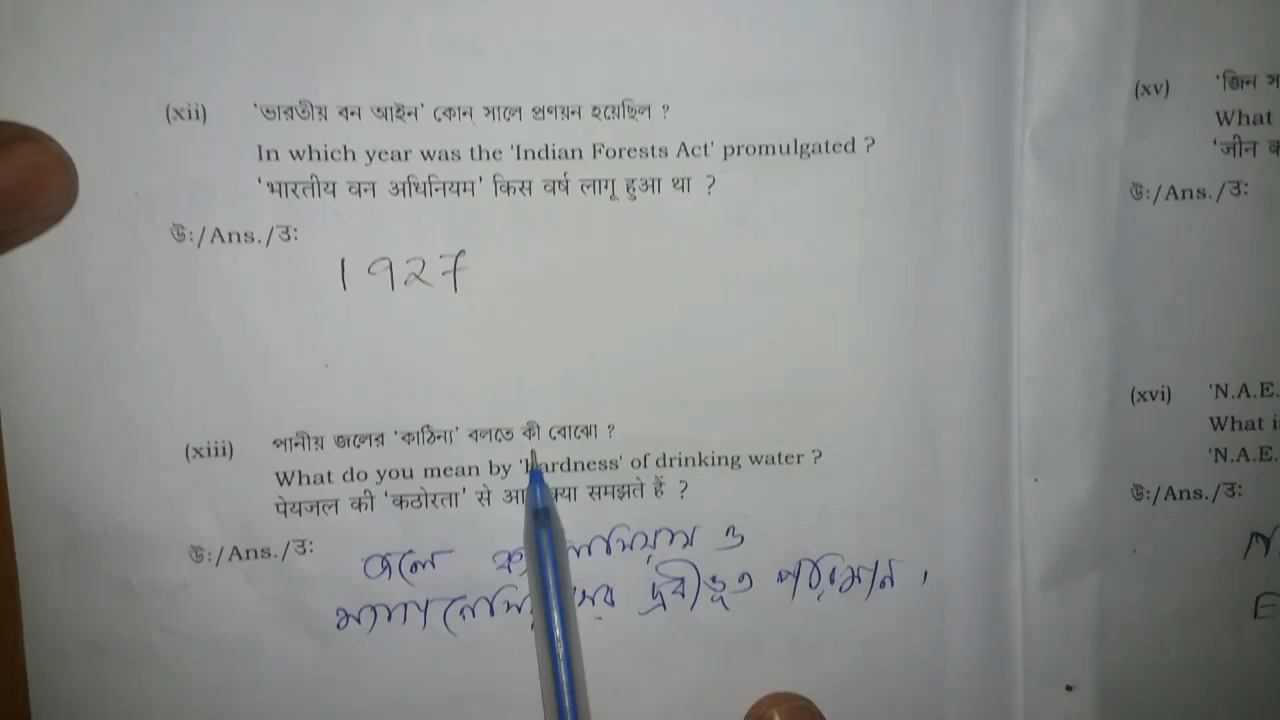 (xii) 'ভারতীয় বন আইন' কোন্ সালে প্রণয়ন হয়েছিল ?
In which year was the 'Indian Forests Act' promulgated ?
'भारतीय वन अधिनियम' किस वर्ष लागू हुआ था ?
উ:/Ans./उ:
1927
(xiii) পানীয় জলের 'কাঠিন্য' বলতে কী বোঝো ?
What do you mean by 'Hardness' of drinking water ?
पेयजल की 'कठोरता' से क्या समझते हैं ?
উ:/Ans./उ:
জলে ও
দ্রবীভূত পরিমান ।
(xv) 'জিন
What
'जीन
উ:/Ans./उ:
(xvi) 'N.A.E.
What
'N.A.E.
উ:/Ans./उ:
N
E